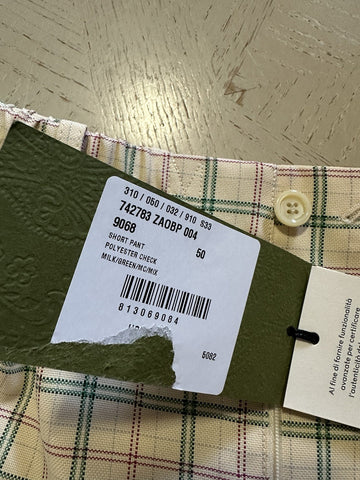 310 / 050 / 032 / 910 S33
742783 ZAOBP 004
9068
50
SHORT PANT
POLYESTER CHECK
MILK/GREEN/MC/MIX
813069084
5082
Al fine di fornire funzionalità
avanzate per certificare
l'autenticità